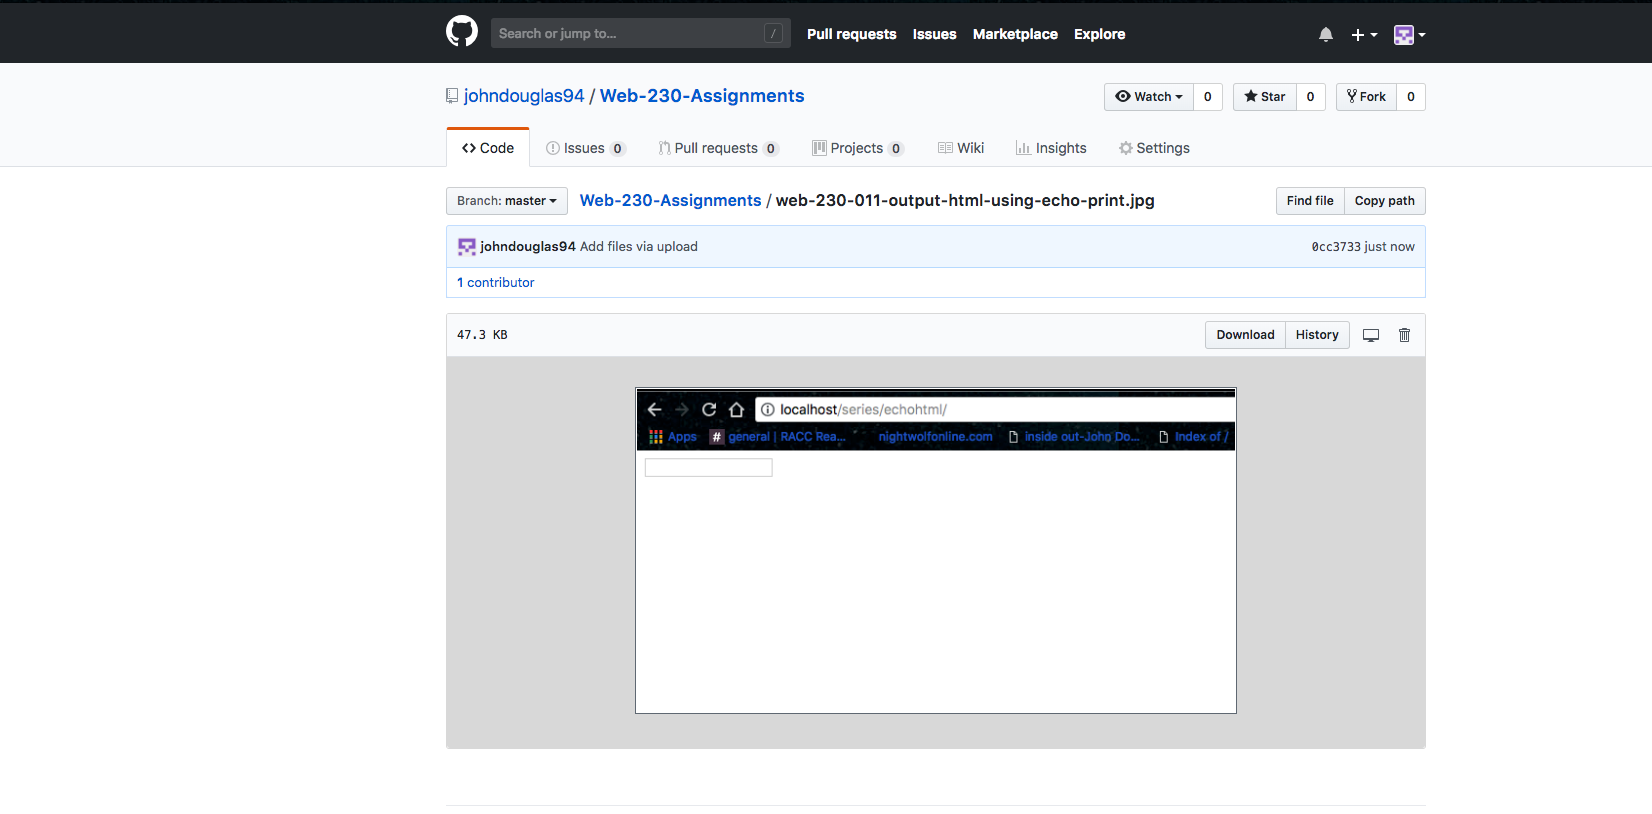 Search or jump to... / Pull requests Issues Marketplace Explore
johndouglas94 / Web-230-Assignments Watch 0 Star 0 Fork 0
Code Issues 0 Pull requests 0 Projects 0 Wiki Insights Settings
Branch: master Web-230-Assignments / web-230-011-output-html-using-echo-print.jpg Find file Copy path
johndouglas94 Add files via upload 0cc3733 just now
1 contributor
47.3 KB Download History
localhost/series/echohtml/
Apps # general | RACC Rea... nightwolfonline.com inside out-John Do... Index of /